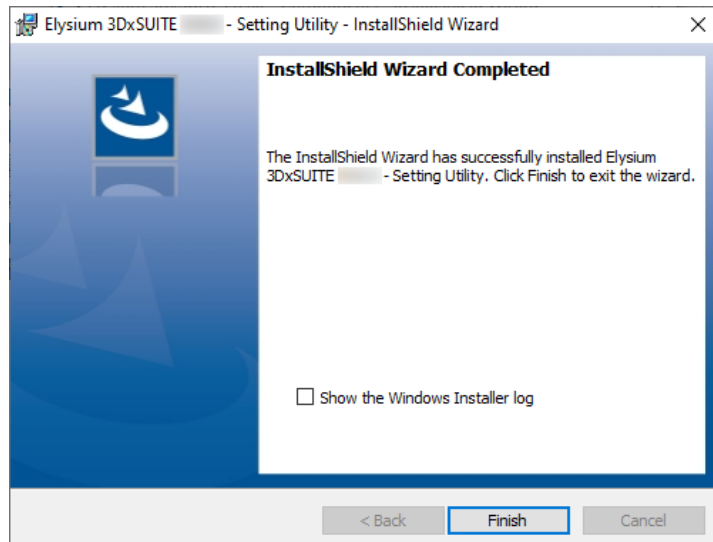 Elysium 3DxSUITE - Setting Utility - InstallShield Wizard
InstallShield Wizard Completed
The InstallShield Wizard has successfully installed Elysium
3DxSUITE - Setting Utility. Click Finish to exit the wizard.
Show the Windows Installer log
< Back Finish Cancel